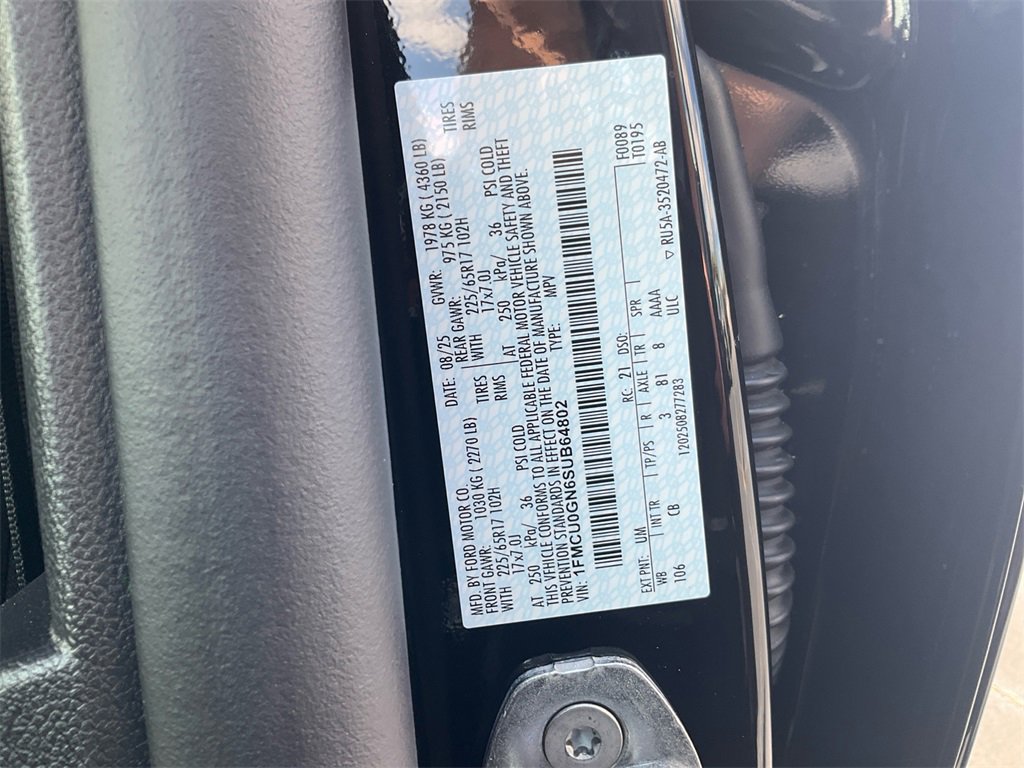 MFD. BY FORD MOTOR CO.
DATE: 08/25 GVWR: 1978 KG ( 4360 LB)
FRONT GAWR: 1030 KG ( 2270 LB) REAR GAWR: 975 KG ( 2150 LB)
WITH 225/65R17 102H TIRES WITH 225/65R17 102H TIRES
17x7.0J RIMS 17x7.0J RIMS
AT 250 kPa/ 36 PSI COLD AT 250 kPa/ 36 PSI COLD
THIS VEHICLE CONFORMS TO ALL APPLICABLE FEDERAL MOTOR VEHICLE SAFETY AND THEFT
PREVENTION STANDARDS IN EFFECT ON THE DATE OF MANUFACTURE SHOWN ABOVE.
VIN: 1FMCU0GN6SUB64802 TYPE: MPV
F0089
T0195
EXT PNT: UM RC: 21 DSO:
WB INT TR TP/PS R AXLE TR SPR
106 CB 3 81 8 AAAA
1202508277283 ULC ▽ RU5A-3520472-AB